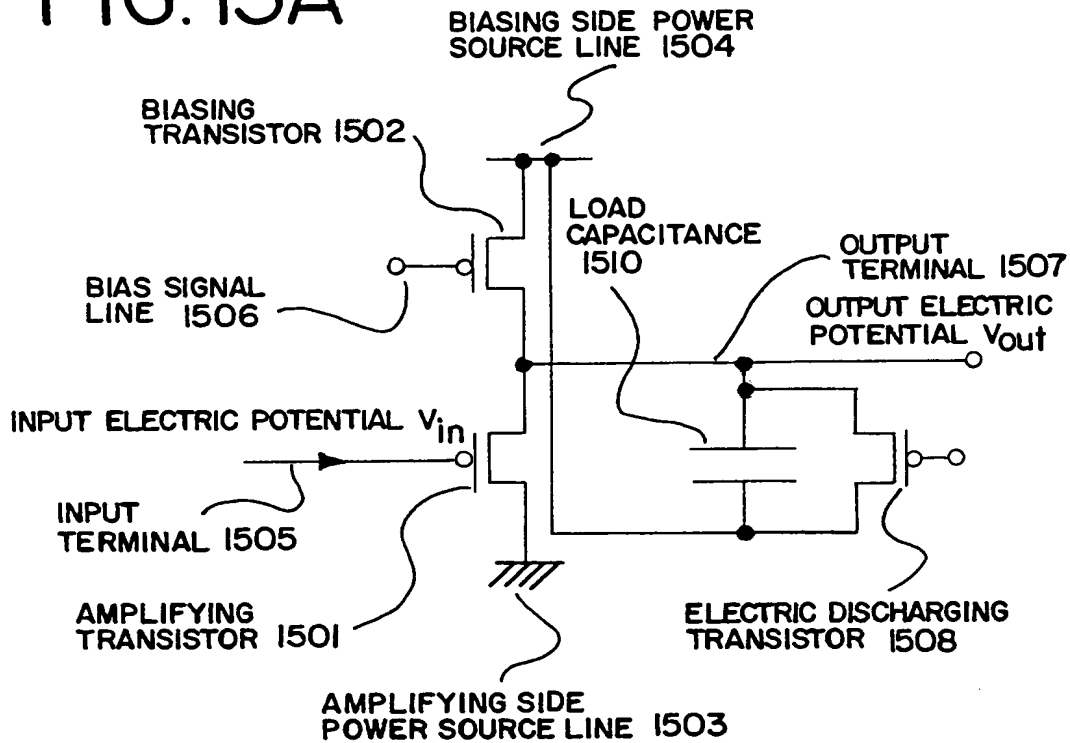 FIG. 15A
BIASING SIDE POWER
SOURCE LINE 1504
BIASING
TRANSISTOR 1502
LOAD
CAPACITANCE
1510
OUTPUT
TERMINAL 1507
BIAS SIGNAL
LINE 1506
OUTPUT ELECTRIC
POTENTIAL Vout
INPUT ELECTRIC POTENTIAL Vin
INPUT
TERMINAL 1505
AMPLIFYING
TRANSISTOR 1501
ELECTRIC DISCHARGING
TRANSISTOR 1508
AMPLIFYING SIDE
POWER SOURCE LINE 1503